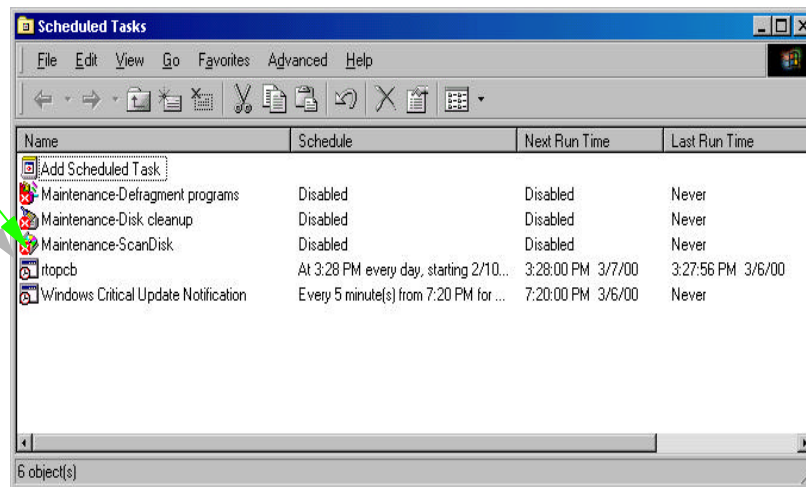 Scheduled Tasks
File Edit View Go Favorites Advanced Help
Name Schedule Next Run Time Last Run Time
Add Scheduled Task
Maintenance-Defragment programs Disabled Disabled Never
Maintenance-Disk cleanup Disabled Disabled Never
Maintenance-ScanDisk Disabled Disabled Never
rtopcb At 3:28 PM every day, starting 2/10... 3:28:00 PM 3/7/00 3:27:56 PM 3/6/00
Windows Critical Update Notification Every 5 minute(s) from 7:20 PM for ... 7:20:00 PM 3/6/00 Never
6 object(s)